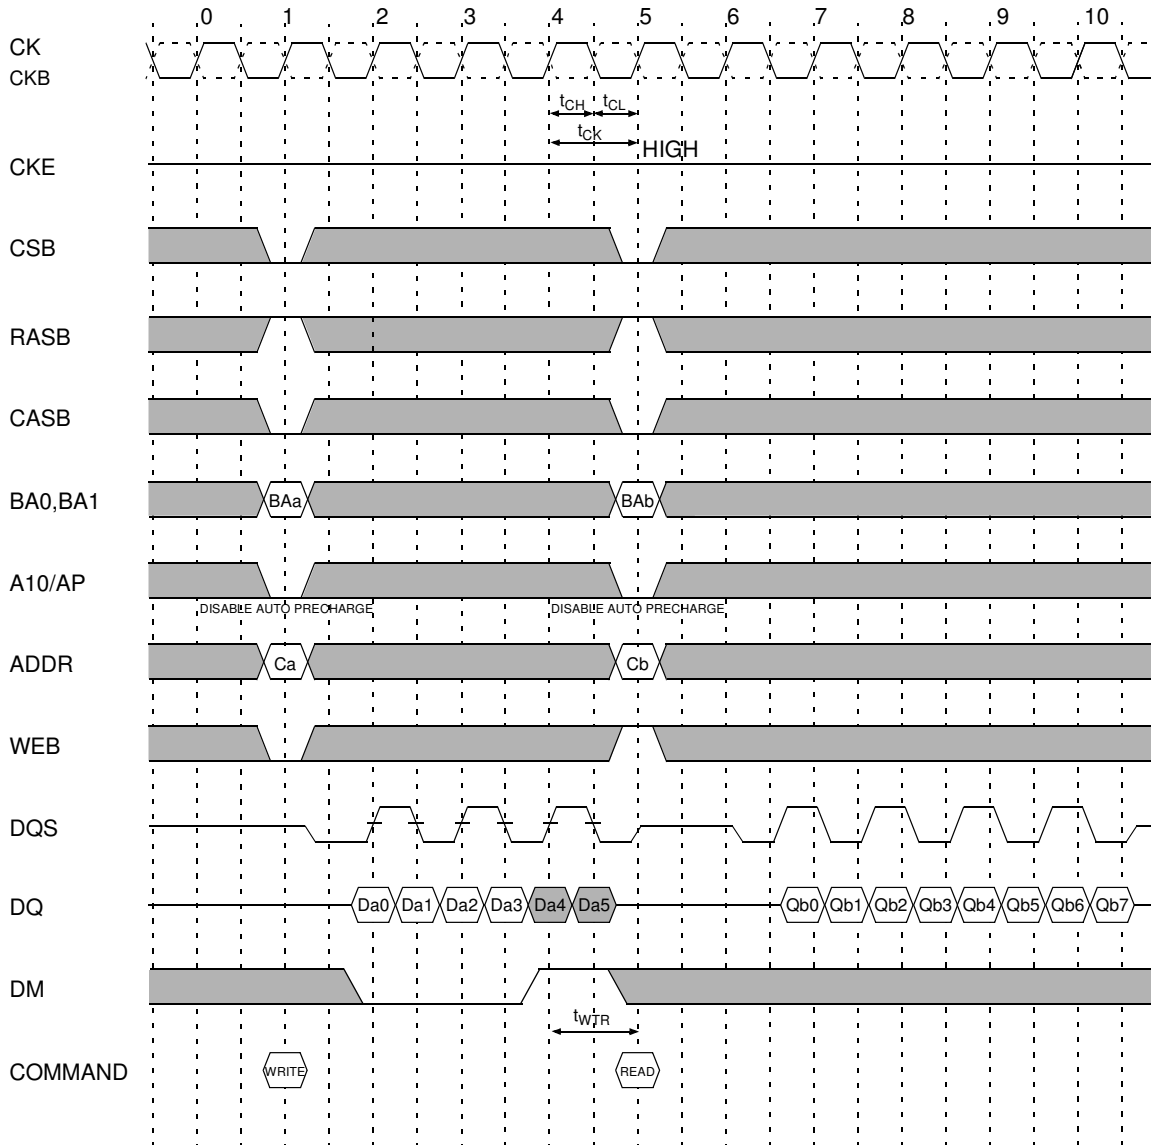 0 1 2 3 4 5 6 7 8 9 10
CK
CKB
tCH tCL
tCK
HIGH
CKE
CSB
RASB
CASB
BA0,BA1 BAa BAb
A10/AP
DISABLE AUTO PRECHARGE DISABLE AUTO PRECHARGE
ADDR Ca Cb
WEB
DQS
DQ Da0 Da1 Da2 Da3 Da4 Da5 Qb0 Qb1 Qb2 Qb3 Qb4 Qb5 Qb6 Qb7
DM
tWTR
COMMAND WRITE READ